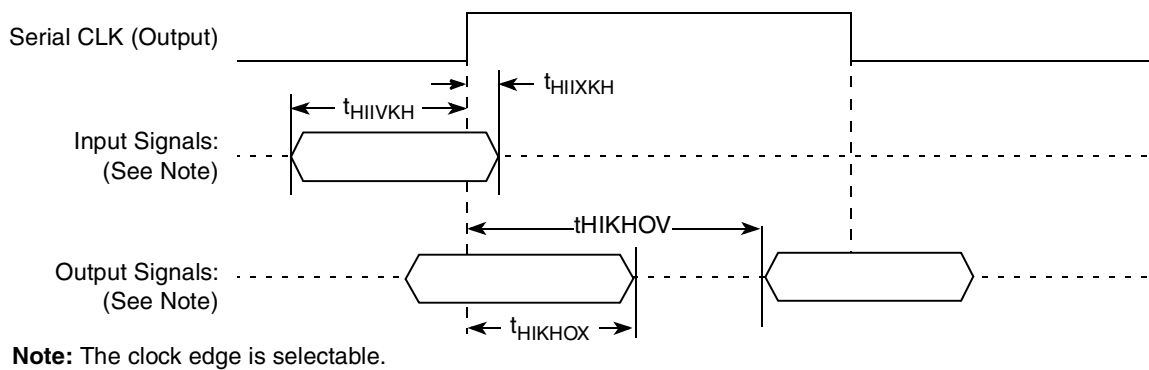 Serial CLK (Output)
tHIIXKH
tHIIVKH
Input Signals:
(See Note)
tHIKHOV
Output Signals:
(See Note)
tHIKHOX
Note: The clock edge is selectable.